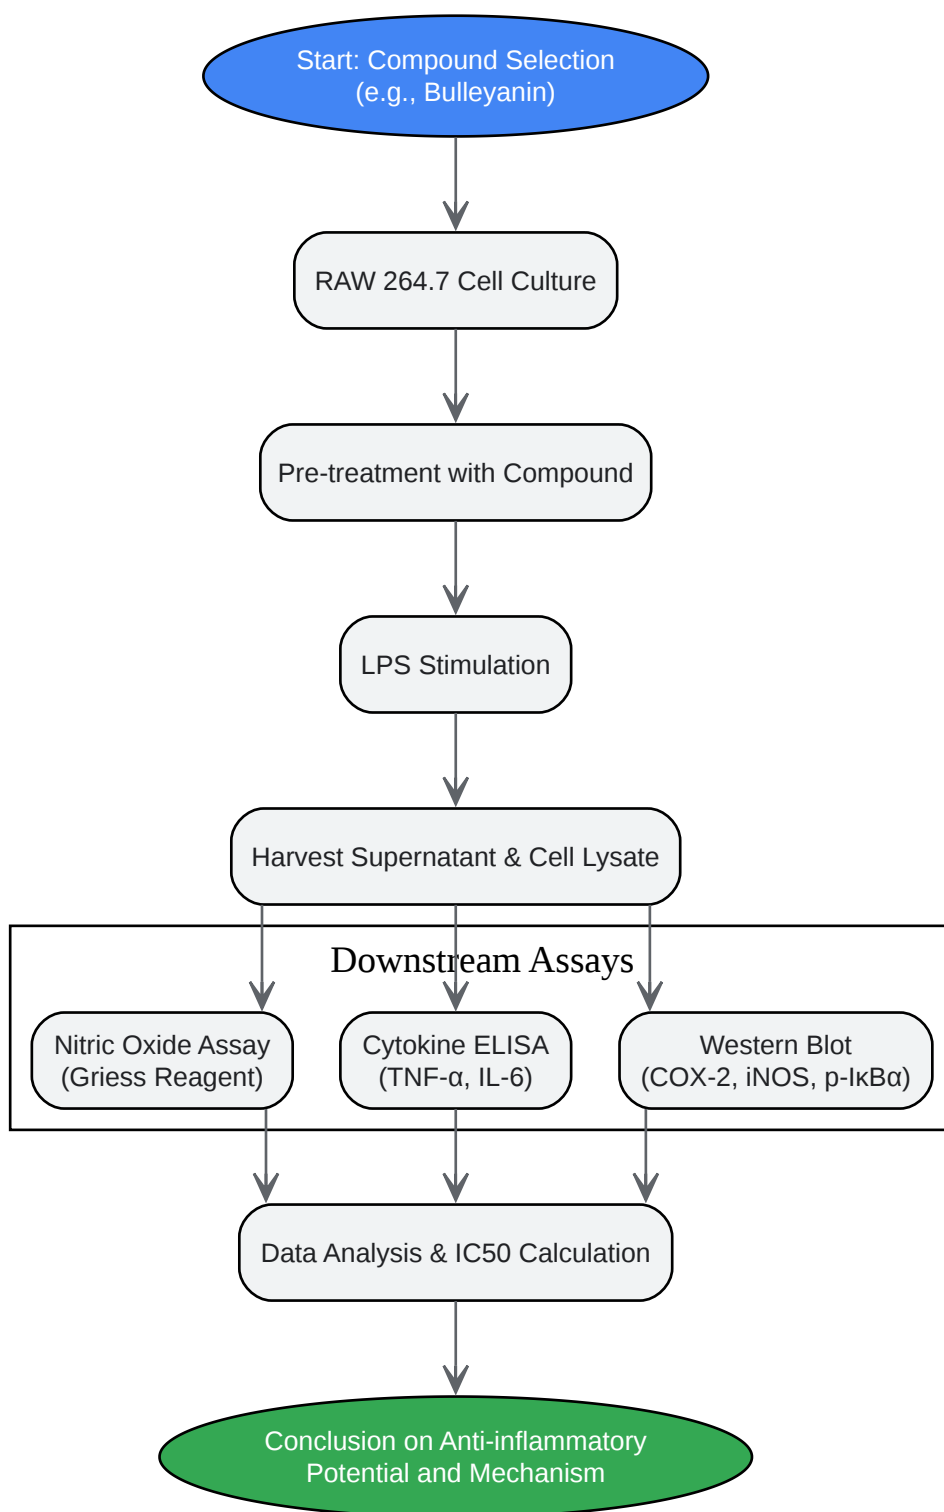 Start: Compound Selection
(e.g., Bulleyanin)
RAW 264.7 Cell Culture
Pre-treatment with Compound
LPS Stimulation
Harvest Supernatant & Cell Lysate
Downstream Assays
Nitric Oxide Assay
(Griess Reagent)
Cytokine ELISA
(TNF-α, IL-6)
Western Blot
(COX-2, iNOS, p-IκBα)
Data Analysis & IC50 Calculation
Conclusion on Anti-inflammatory
Potential and Mechanism